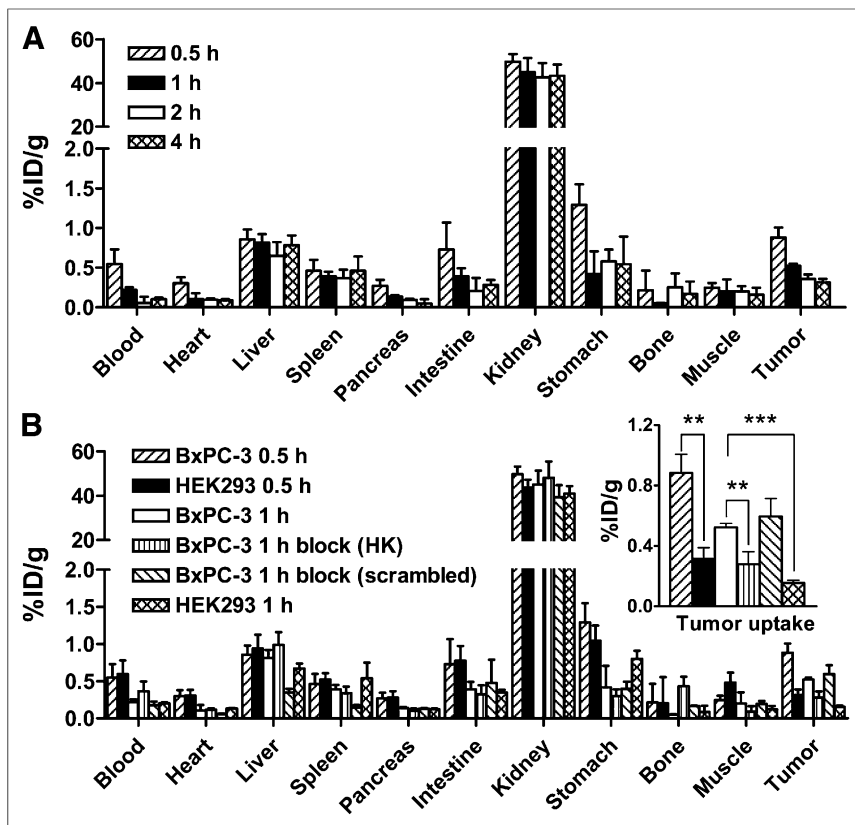 A
%ID/g
60
40
20
2.0
1.5
1.0
0.5
0.0
0.5 h
1 h
2 h
4 h
Blood
Heart
Liver
Spleen
Pancreas
Intestine
Kidney
Stomach
Bone
Muscle
Tumor
B
%ID/g
60
40
20
2.0
1.5
1.0
0.5
0.0
BxPC-3 0.5 h
HEK293 0.5 h
BxPC-3 1 h
BxPC-3 1 h block (HK)
BxPC-3 1 h block (scrambled)
HEK293 1 h
%ID/g
1.2
0.8
0.4
0.0
**
***
**
Tumor uptake
Blood
Heart
Liver
Spleen
Pancreas
Intestine
Kidney
Stomach
Bone
Muscle
Tumor